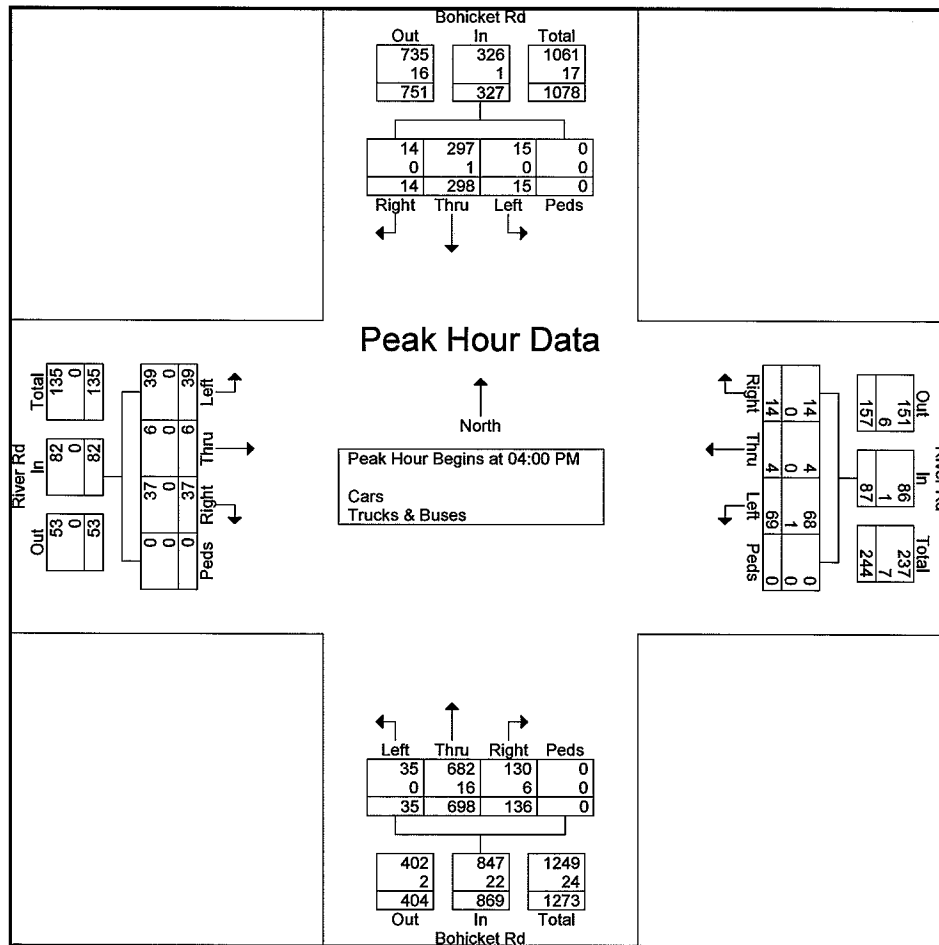 Bohicket Rd
Out In Total
735 326 1061
16 1 17
751 327 1078
14 297 15 0
0 1 0 0
14 298 15 0
Right Thru Left Peds
Peak Hour Data
North
Peak Hour Begins at 04:00 PM
Cars
Trucks & Buses
River Rd
Total In Out
135 82 53
0 0 0
135 82 53
39 6 37 0
0 0 0 0
39 6 37 0
Left Thru Right Peds
Right Thru Left Peds
14 4 69 0
0 0 1 0
14 4 68 0
157 87 244
6 1 7
151 86 237
Out In Total
River Rd
Left Thru Right Peds
35 682 130 0
0 16 6 0
35 698 136 0
402 847 1249
2 22 24
404 869 1273
Out In Total
Bohicket Rd